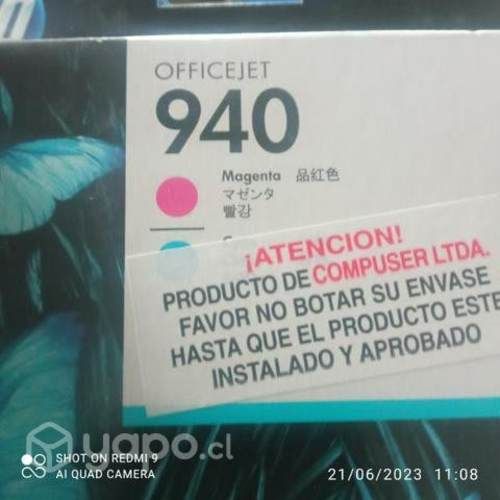 OFFICEJET
940
Magenta 品紅色
マゼンタ
빨강
¡ATENCION!
PRODUCTO DE COMPUSER LTDA.
FAVOR NO BOTAR SU ENVASE
HASTA QUE EL PRODUCTO ESTE
INSTALADO Y APROBADO
yapo.cl
SHOT ON REDMI 9
AI QUAD CAMERA
21/06/2023 11:08